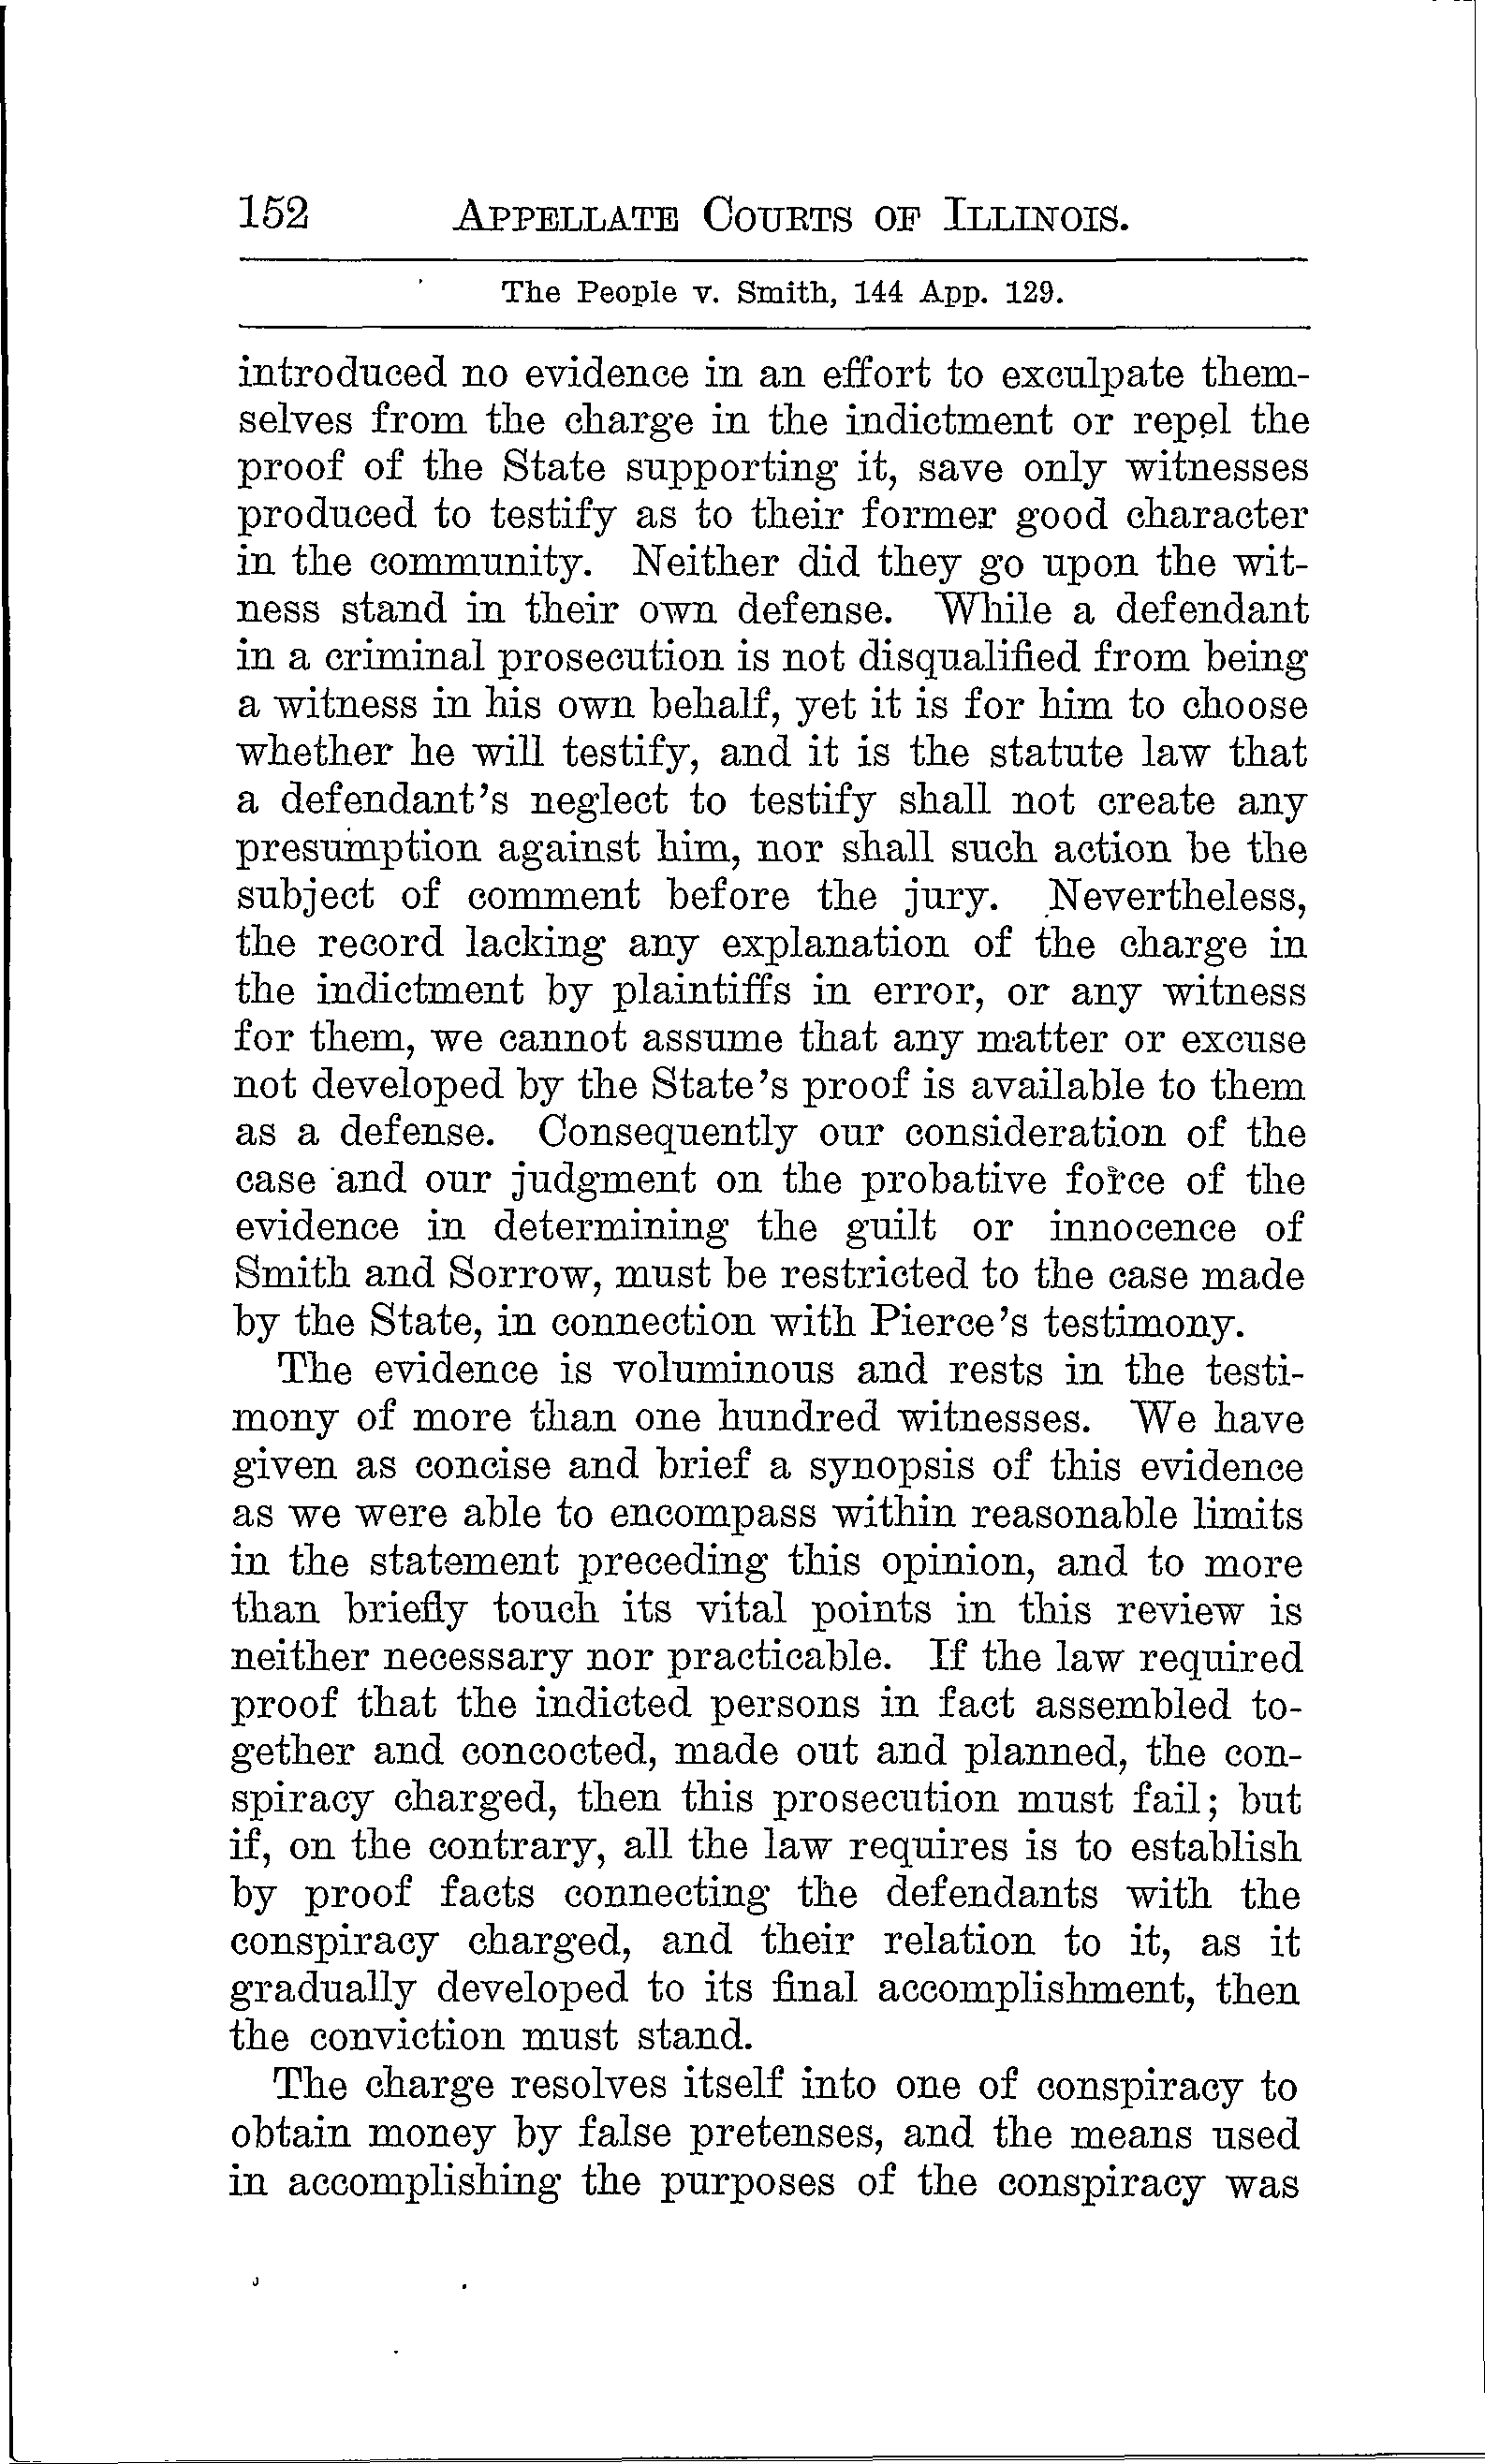 152 APPELLATE COURTS OF ILLINOIS.
The People v. Smith, 144 App. 129.
introduced no evidence in an effort to exculpate them-
selves from the charge in the indictment or repel the
proof of the State supporting it, save only witnesses
produced to testify as to their former good character
in the community. Neither did they go upon the wit-
ness stand in their own defense. While a defendant
in a criminal prosecution is not disqualified from being
a witness in his own behalf, yet it is for him to choose
whether he will testify, and it is the statute law that
a defendant's neglect to testify shall not create any
presumption against him, nor shall such action be the
subject of comment before the jury. Nevertheless,
the record lacking any explanation of the charge in
the indictment by plaintiffs in error, or any witness
for them, we cannot assume that any matter or excuse
not developed by the State's proof is available to them
as a defense. Consequently our consideration of the
case and our judgment on the probative force of the
evidence in determining the guilt or innocence of
Smith and Sorrow, must be restricted to the case made
by the State, in connection with Pierce's testimony.
The evidence is voluminous and rests in the testi-
mony of more than one hundred witnesses. We have
given as concise and brief a synopsis of this evidence
as we were able to encompass within reasonable limits
in the statement preceding this opinion, and to more
than briefly touch its vital points in this review is
neither necessary nor practicable. If the law required
proof that the indicted persons in fact assembled to-
gether and concocted, made out and planned, the con-
spiracy charged, then this prosecution must fail; but
if, on the contrary, all the law requires is to establish
by proof facts connecting the defendants with the
conspiracy charged, and their relation to it, as it
gradually developed to its final accomplishment, then
the conviction must stand.
The charge resolves itself into one of conspiracy to
obtain money by false pretenses, and the means used
in accomplishing the purposes of the conspiracy was